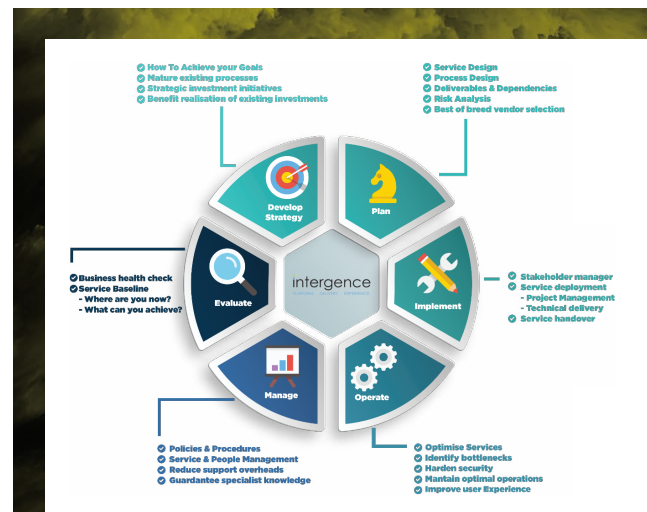 How To Achieve your Goals
Mature existing processes
Strategic investment initiatives
Benefit realisation of existing investments
Service Design
Process Design
Deliverables & Dependencies
Risk Analysis
Best of breed vendor selection
Develop
Strategy
Plan
Business health check
Service Baseline
- Where are you now?
- What can you achieve?
Evaluate
intergence
Implement
Stakeholder manager
Service deployment
- Project Management
- Technical delivery
Service handover
Manage
Operate
Policies & Procedures
Service & People Management
Reduce support overheads
Guardantee specialist knowledge
Optimise Services
Identify bottlenecks
Harden security
Mantain optimal operations
Improve user Experience